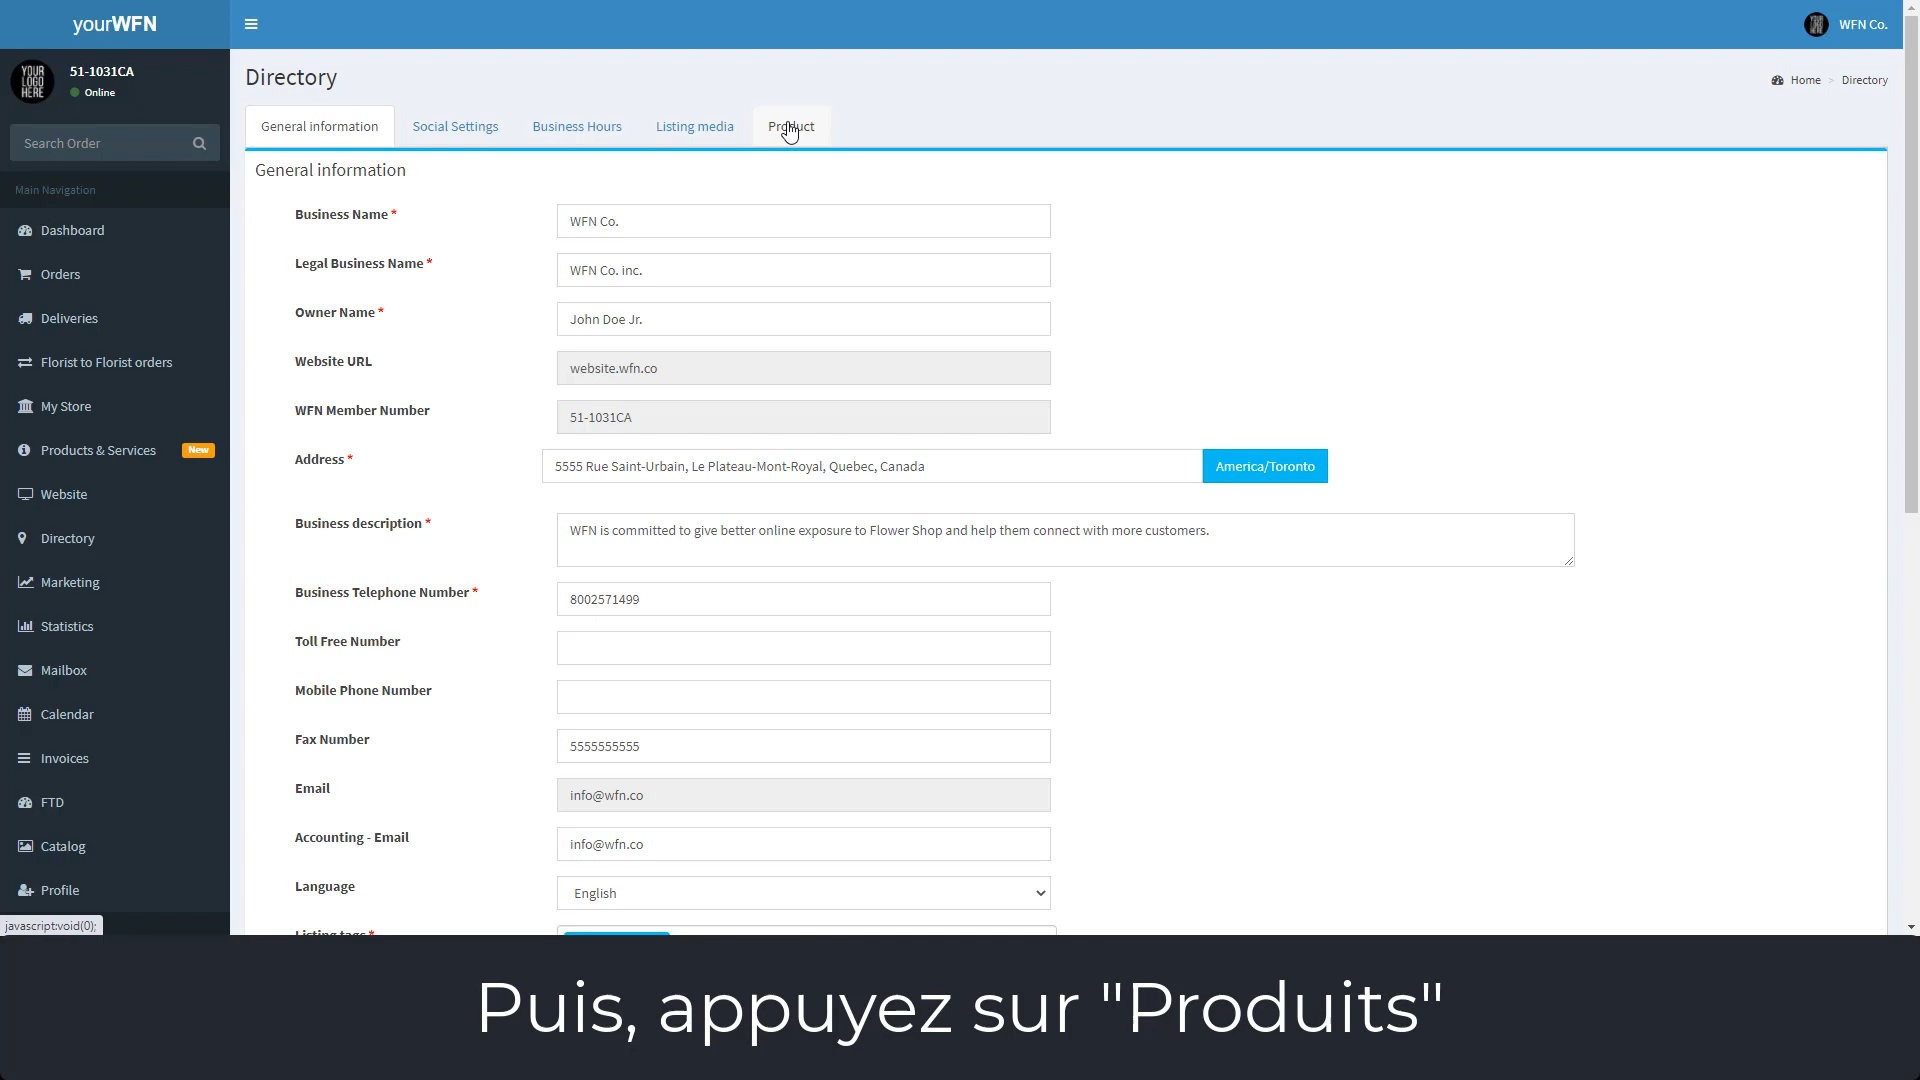 yourWFN
WFN Co.
YOUR LOGO HERE
51-1031CA
Online
Search Order
Main Navigation
Dashboard
Orders
Deliveries
Florist to Florist orders
My Store
Products & Services New
Website
Directory
Marketing
Statistics
Mailbox
Calendar
Invoices
FTD
Catalog
Profile
javascript:void(0);
Directory
Home > Directory
General information Social Settings Business Hours Listing media Product
General information
Business Name * WFN Co.
Legal Business Name * WFN Co. inc.
Owner Name * John Doe Jr.
Website URL website.wfn.co
WFN Member Number 51-1031CA
Address * 5555 Rue Saint-Urbain, Le Plateau-Mont-Royal, Quebec, Canada America/Toronto
Business description * WFN is committed to give better online exposure to Flower Shop and help them connect with more customers.
Business Telephone Number * 8002571499
Toll Free Number
Mobile Phone Number
Fax Number 5555555555
Email info@wfn.co
Accounting - Email info@wfn.co
Language English
Listing tags *
Puis, appuyez sur "Produits"